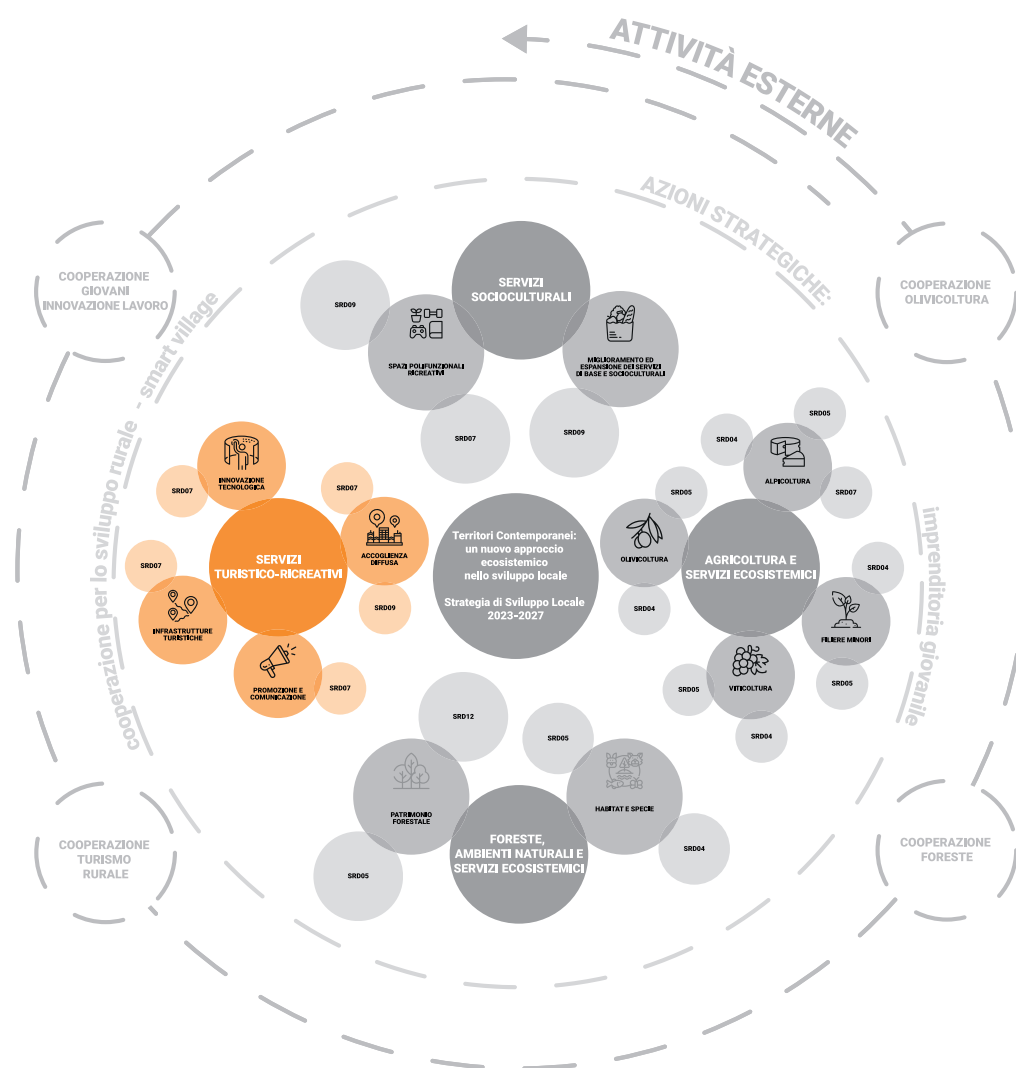 ATTIVITÀ ESTERNE
AZIONI STRATEGICHE:
imprenditoria giovanile
cooperazione per lo sviluppo rurale - smart village
COOPERAZIONE
GIOVANI
INNOVAZIONE LAVORO
COOPERAZIONE
OLIVICOLTURA
SERVIZI
SOCIOCULTURALI
SRD09
SPAZI POLIFUNZIONALI
RICREATIVI
SRD07
MIGLIORAMENTO ED
ESPANSIONE DEI SERVIZI
DI BASE E SOCIOCULTURALI
SRD09
INNOVAZIONE
TECNOLOGICA
SRD07
SRD07
ACCOGLIENZA
DIFFUSA
SRD09
SERVIZI
TURISTICO-RICREATIVI
SRD07
INFRASTRUTTURE
TURISTICHE
PROMOZIONE E
COMUNICAZIONE
SRD07
Territori Contemporanei:
un nuovo approccio
ecosistemico
nello sviluppo locale
Strategia di Sviluppo Locale
2023-2027
SRD05
SRD04
ALPICOLTURA
SRD07
SRD05
OLIVICOLTURA
SRD04
AGRICOLTURA E
SERVIZI ECOSISTEMICI
SRD04
FILIERE MINORI
SRD05
SRD05
VITICOLTURA
SRD04
SRD12
PATRIMONIO
FORESTALE
SRD05
SRD05
HABITAT E SPECIE
SRD04
FORESTE,
AMBIENTI NATURALI E
SERVIZI ECOSISTEMICI
COOPERAZIONE
TURISMO
RURALE
COOPERAZIONE
FORESTE